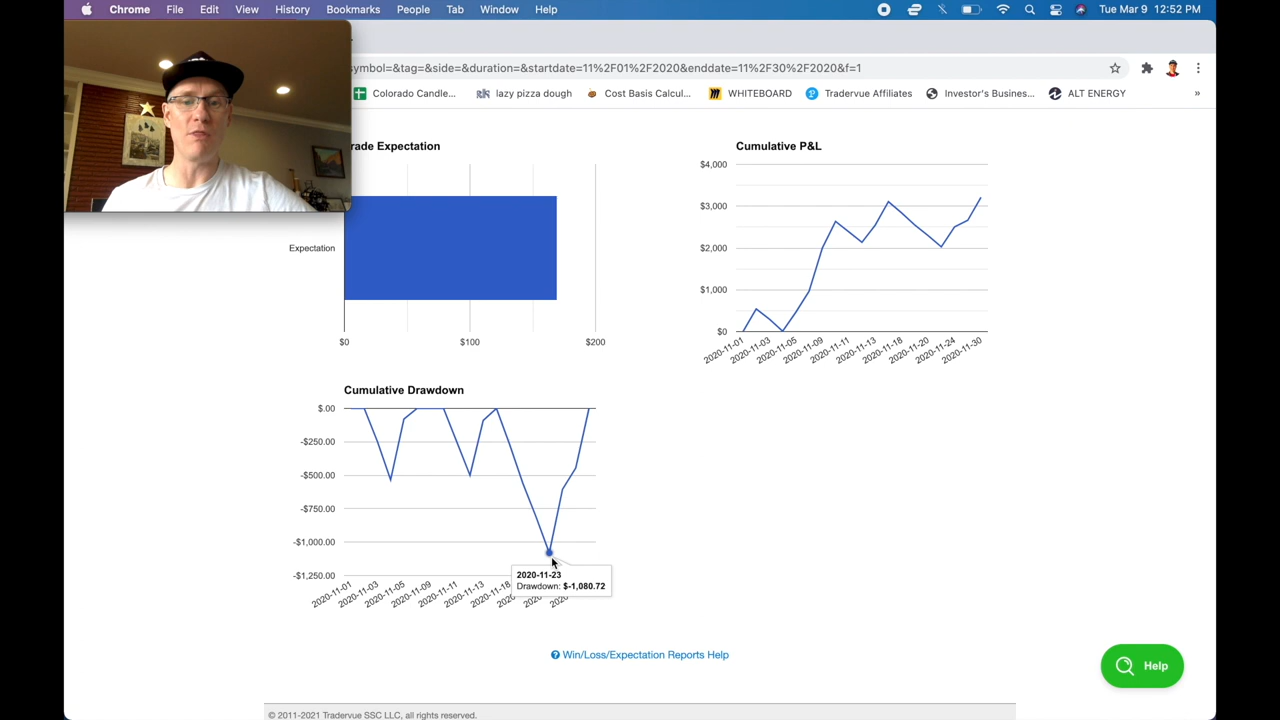 Chrome File Edit View History Bookmarks People Tab Window Help Tue Mar 9 12:52 PM
symbol=&tag=&side=&duration=&startdate=11%2F01%2F2020&enddate=11%2F30%2F2020&f=1
Colorado Candle... lazy pizza dough Cost Basis Calcul... WHITEBOARD Tradervue Affiliates Investor's Busines... ALT ENERGY »
rade Expectation
Expectation
$0 $100 $200
Cumulative P&L
$4,000
$3,000
$2,000
$1,000
$0
2020-11-01 2020-11-03 2020-11-05 2020-11-09 2020-11-11 2020-11-13 2020-11-18 2020-11-20 2020-11-24 2020-11-30
Cumulative Drawdown
$.00
-$250.00
-$500.00
-$750.00
-$1,000.00
-$1,250.00
2020-11-01 2020-11-03 2020-11-05 2020-11-09 2020-11-11 2020-11-13 2020-11-18
2020-11-23
Drawdown: $-1,080.72
Win/Loss/Expectation Reports Help
Help
© 2011-2021 Tradervue SSC LLC, all rights reserved.